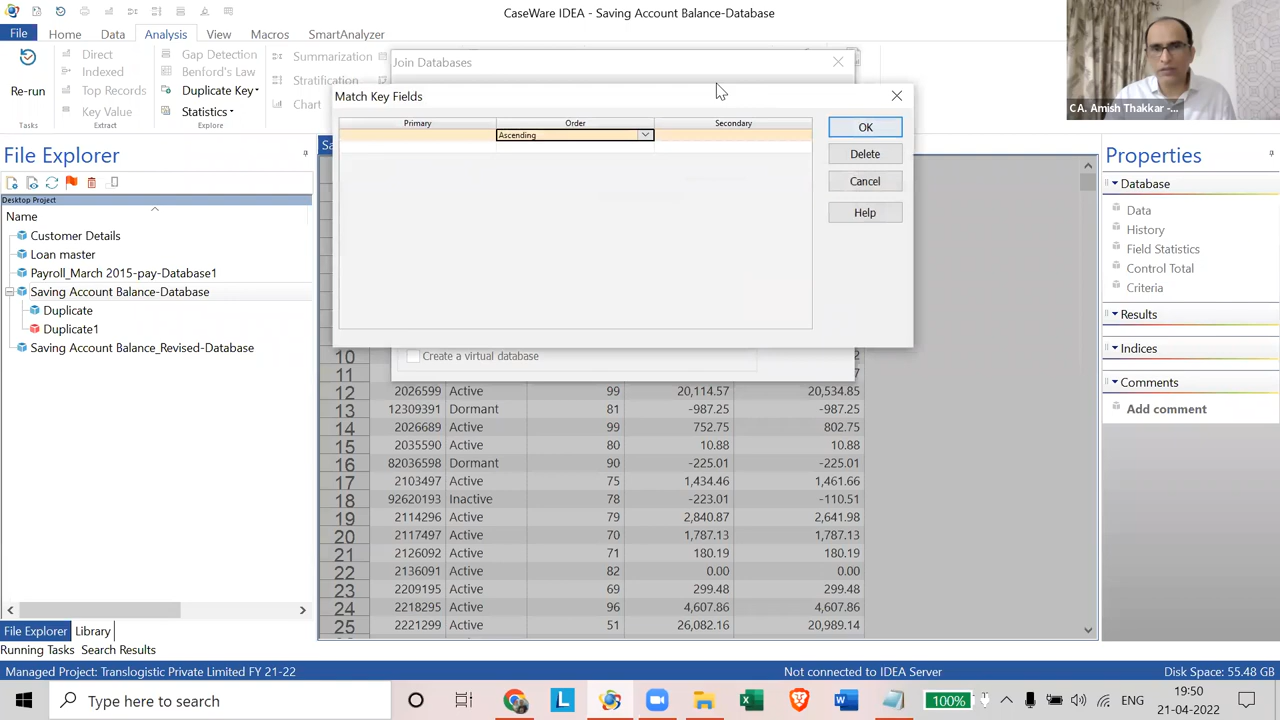 CaseWare IDEA - Saving Account Balance-Database
File Home Data Analysis View Macros SmartAnalyzer
Re-run
Tasks
Direct
Indexed
Top Records
Key Value
Extract
Gap Detection
Benford's Law
Duplicate Key
Statistics
Explore
Summarization
Stratification
Chart
CA. Amish Thakkar -...
Join Databases
Match Key Fields
Primary Order Secondary
Ascending
OK
Delete
Cancel
Help
Create a virtual database
File Explorer
Desktop Project
Name
Customer Details
Loan master
Payroll_March 2015-pay-Database1
Saving Account Balance-Database
Duplicate
Duplicate1
Saving Account Balance_Revised-Database
Sa
10 2
11 7
12 2026599 Active 99 20,114.57 20,534.85
13 12309391 Dormant 81 -987.25 -987.25
14 2026689 Active 99 752.75 802.75
15 2035590 Active 80 10.88 10.88
16 82036598 Dormant 90 -225.01 -225.01
17 2103497 Active 75 1,434.46 1,461.66
18 92620193 Inactive 78 -223.01 -110.51
19 2114296 Active 79 2,840.87 2,641.98
20 2117497 Active 70 1,787.13 1,787.13
21 2126092 Active 71 180.19 180.19
22 2136091 Active 82 0.00 0.00
23 2209195 Active 69 299.48 299.48
24 2218295 Active 96 4,607.86 4,607.86
25 2221299 Active 51 26,082.16 20,989.14
Properties
Database
Data
History
Field Statistics
Control Total
Criteria
Results
Indices
Comments
Add comment
File Explorer Library
Running Tasks Search Results
Managed Project: Translogistic Private Limited FY 21-22 Not connected to IDEA Server Disk Space: 55.48 GB
Type here to search
100%
ENG
19:50
21-04-2022